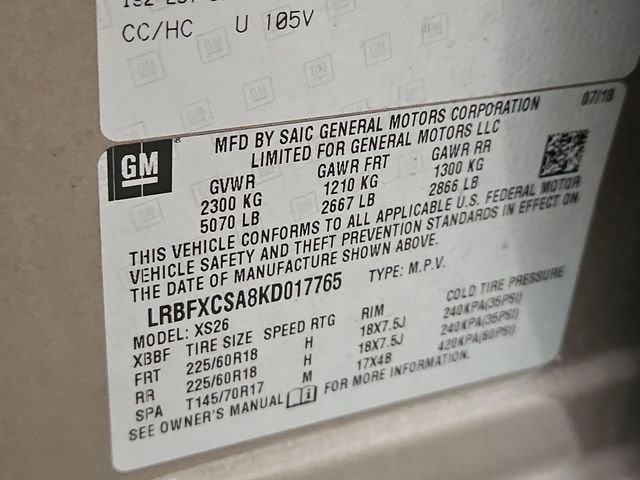 CC/HC U 105V
GM
MFD BY SAIC GENERAL MOTORS CORPORATION 07/18
LIMITED FOR GENERAL MOTORS LLC
GVWR GAWR FRT GAWR RR
2300 KG 1210 KG 1300 KG
5070 LB 2667 LB 2866 LB
THIS VEHICLE CONFORMS TO ALL APPLICABLE U.S. FEDERAL MOTOR
VEHICLE SAFETY AND THEFT PREVENTION STANDARDS IN EFFECT ON
THE DATE OF MANUFACTURE SHOWN ABOVE.
LRBFXCSA8KD017765 TYPE: M.P.V.
MODEL: XS26
XBBF TIRE SIZE SPEED RTG RIM COLD TIRE PRESSURE
FRT 225/60R18 H 18X7.5J 240KPA(35PSI)
RR 225/60R18 H 18X7.5J 240KPA(35PSI)
SPA T145/70R17 M 17X4B 420KPA(60PSI)
SEE OWNER'S MANUAL FOR MORE INFORMATION.